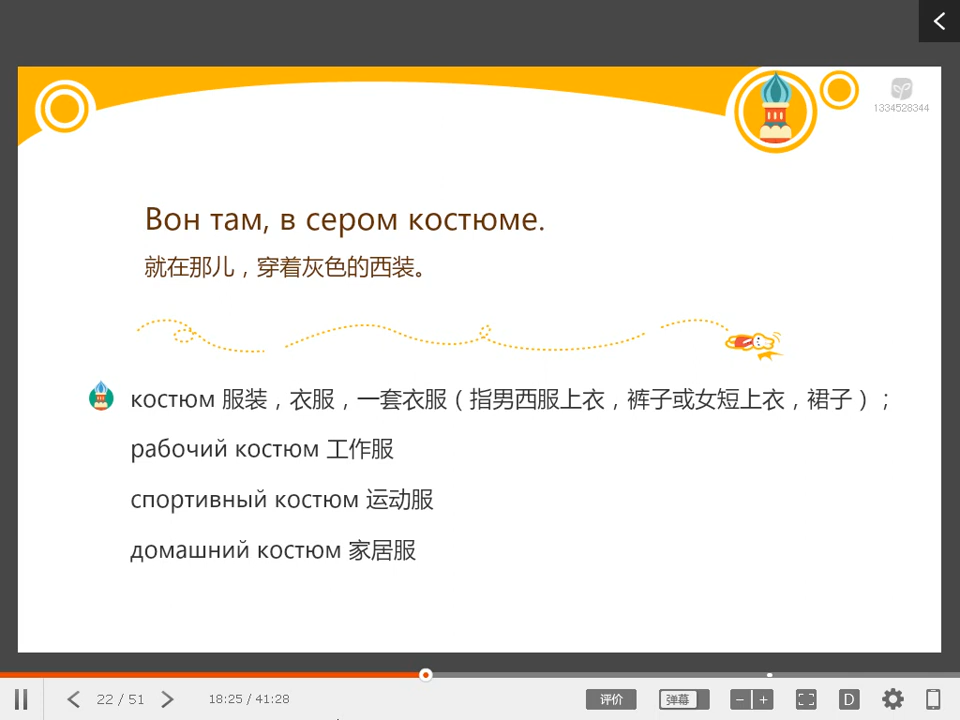 1334528344
Вон там, в сером костюме.
就在那儿，穿着灰色的西装。
костюм 服装，衣服，一套衣服（指男西服上衣，裤子或女短上衣，裙子）；
рабочий костюм 工作服
спортивный костюм 运动服
домашний костюм 家居服
22 / 51 18:25 / 41:28 评价 弹幕 − + D